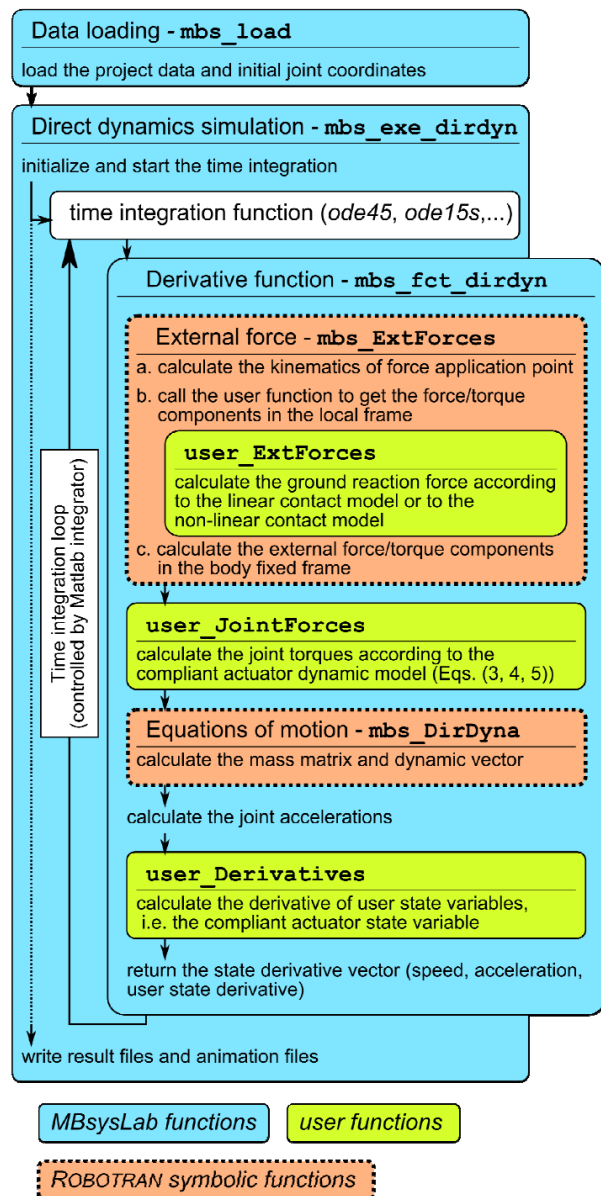 Data loading - mbs_load
load the project data and initial joint coordinates
Direct dynamics simulation - mbs_exe_dirdyn
initialize and start the time integration
time integration function (ode45, ode15s,...)
Derivative function - mbs_fct_dirdyn
External force - mbs_ExtForces
a. calculate the kinematics of force application point
b. call the user function to get the force/torque
components in the local frame
user_ExtForces
calculate the ground reaction force according
to the linear contact model or to the
non-linear contact model
c. calculate the external force/torque components
in the body fixed frame
Time integration loop
(controlled by Matlab integrator)
user_JointForces
calculate the joint torques according to the
compliant actuator dynamic model (Eqs. (3, 4, 5))
Equations of motion - mbs_DirDyna
calculate the mass matrix and dynamic vector
calculate the joint accelerations
user_Derivatives
calculate the derivative of user state variables,
i.e. the compliant actuator state variable
return the state derivative vector (speed, acceleration,
user state derivative)
write result files and animation files
MBsysLab functions
user functions
ROBOTRAN symbolic functions